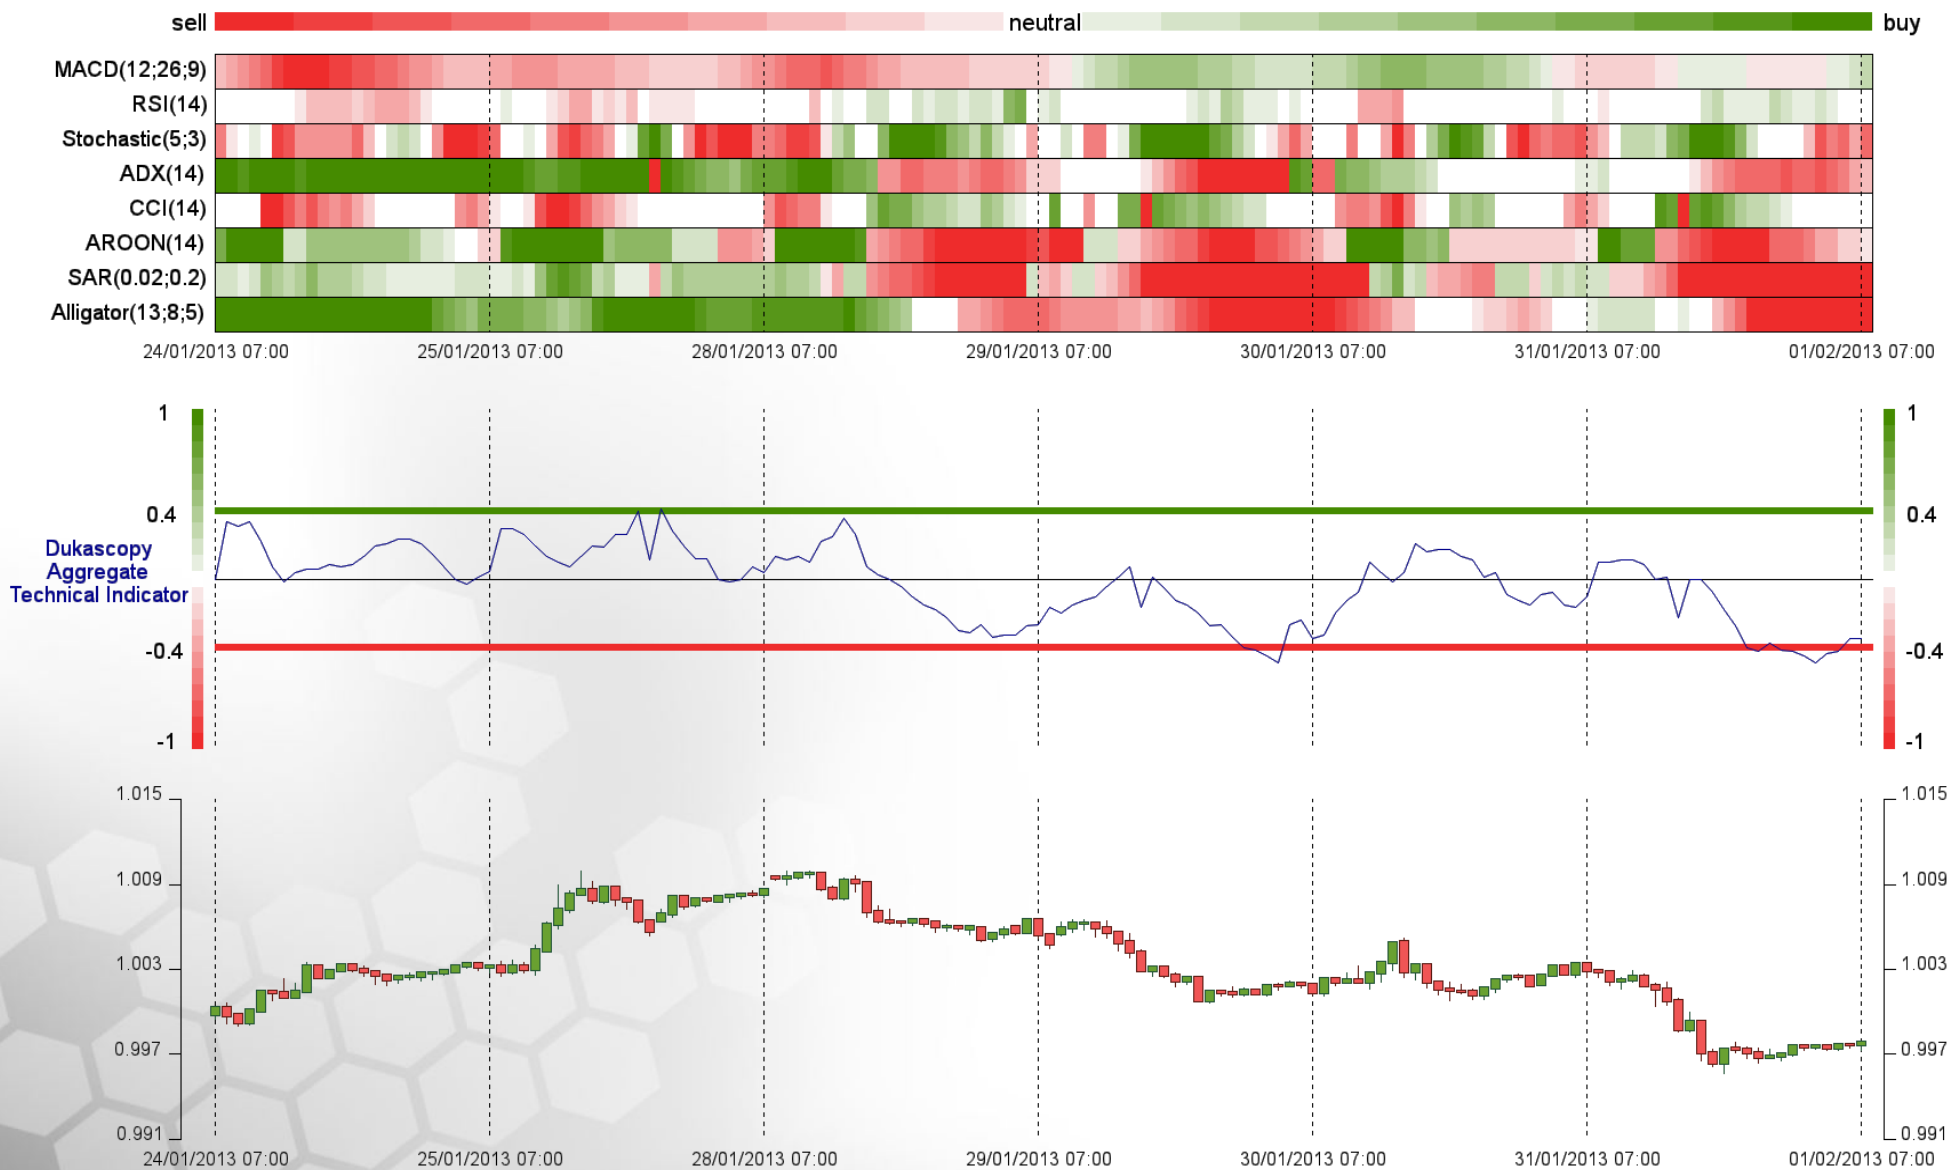 sell neutral buy
MACD(12;26;9)
RSI(14)
Stochastic(5;3)
ADX(14)
CCI(14)
AROON(14)
SAR(0.02;0.2)
Alligator(13;8;5)
24/01/2013 07:00 25/01/2013 07:00 28/01/2013 07:00 29/01/2013 07:00 30/01/2013 07:00 31/01/2013 07:00 01/02/2013 07:00
1 1
0.4 0.4
Dukascopy
Aggregate
Technical Indicator
-0.4 -0.4
-1 -1
1.015 1.015
1.009 1.009
1.003 1.003
0.997 0.997
0.991 0.991
24/01/2013 07:00 25/01/2013 07:00 28/01/2013 07:00 29/01/2013 07:00 30/01/2013 07:00 31/01/2013 07:00 01/02/2013 07:00